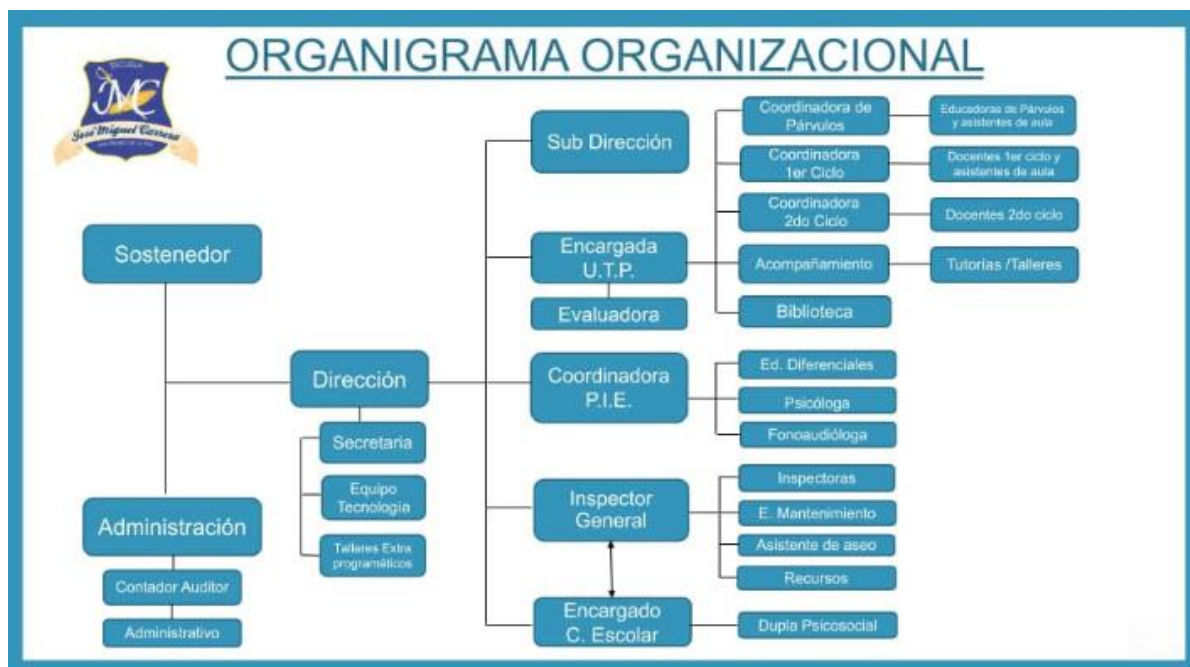 ORGANIGRAMA ORGANIZACIONAL
JMC
José Miguel Carrera
Sostenedor
Administración
Contador Auditor
Administrativo
Dirección
Secretaria
Equipo
Tecnología
Talleres Extra
programáticos
Sub Dirección
Encargada
U.T.P.
Evaluadora
Coordinadora
P.I.E.
Inspector
General
Encargado
C. Escolar
Coordinadora de
Párvulos
Coordinadora
1er Ciclo
Coordinadora
2do Ciclo
Acompañamiento
Biblioteca
Educadoras de Párvulos
y asistentes de aula
Docentes 1er ciclo y
asistentes de aula
Docentes 2do ciclo
Tutorías /Talleres
Ed. Diferenciales
Psicóloga
Fonoaudióloga
Inspectoras
E. Mantenimiento
Asistente de aseo
Recursos
Dupla Psicosocial